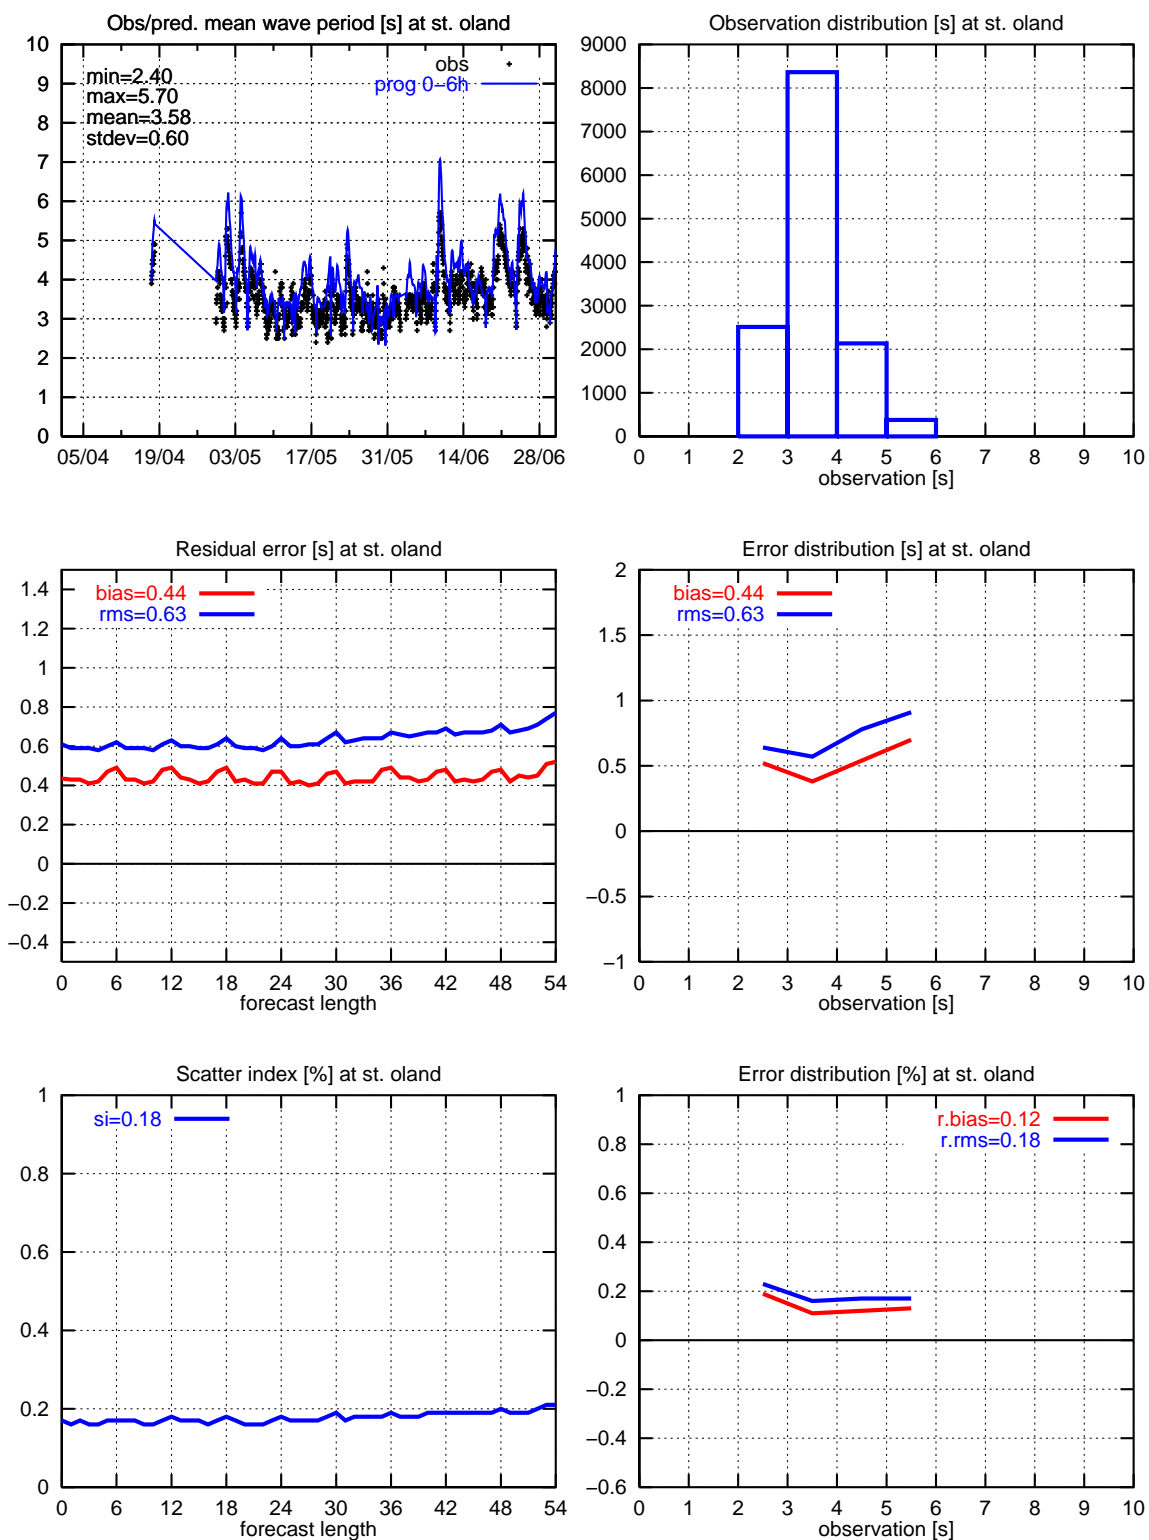 Obs/pred. mean wave period [s] at st. oland
10
9
8
7
6
5
4
3
2
1
0
min=2.40
max=5.70
mean=3.58
stdev=0.60
obs
prog 0−6h
05/04 19/04 03/05 17/05 31/05 14/06 28/06
Observation distribution [s] at st. oland
9000
8000
7000
6000
5000
4000
3000
2000
1000
0
0 1 2 3 4 5 6 7 8 9 10
observation [s]
Residual error [s] at st. oland
1.4
1.2
1
0.8
0.6
0.4
0.2
0
−0.2
−0.4
bias=0.44
rms=0.63
0 6 12 18 24 30 36 42 48 54
forecast length
Error distribution [s] at st. oland
2
1.5
1
0.5
0
−0.5
−1
bias=0.44
rms=0.63
0 1 2 3 4 5 6 7 8 9 10
observation [s]
Scatter index [%] at st. oland
1
0.8
0.6
0.4
0.2
0
si=0.18
0 6 12 18 24 30 36 42 48 54
forecast length
Error distribution [%] at st. oland
1
0.8
0.6
0.4
0.2
0
−0.2
−0.4
−0.6
r.bias=0.12
r.rms=0.18
0 1 2 3 4 5 6 7 8 9 10
observation [s]